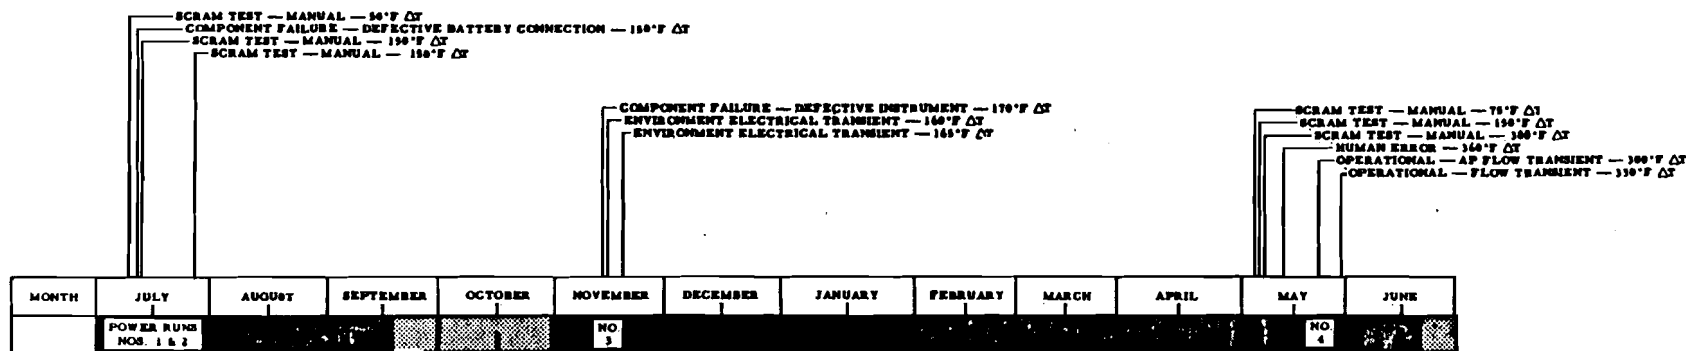 SCRAM TEST — MANUAL — 50°F ΔT
COMPONENT FAILURE — DEFECTIVE BATTERY CONNECTION — 150°F ΔT
SCRAM TEST — MANUAL — 150°F ΔT
SCRAM TEST — MANUAL — 150°F ΔT
COMPONENT FAILURE — DEFECTIVE INSTRUMENT — 170°F ΔT
ENVIRONMENT ELECTRICAL TRANSIENT — 160°F ΔT
ENVIRONMENT ELECTRICAL TRANSIENT — 165°F ΔT
SCRAM TEST — MANUAL — 75°F ΔT
SCRAM TEST — MANUAL — 150°F ΔT
SCRAM TEST — MANUAL — 300°F ΔT
HUMAN ERROR — 360°F ΔT
OPERATIONAL — AP FLOW TRANSIENT — 300°F ΔT
OPERATIONAL — FLOW TRANSIENT — 350°F ΔT
MONTH JULY AUGUST SEPTEMBER OCTOBER NOVEMBER DECEMBER JANUARY FEBRUARY MARCH APRIL MAY JUNE
POWER RUNS
NOS. 1 & 2
NO.
3
NO.
4